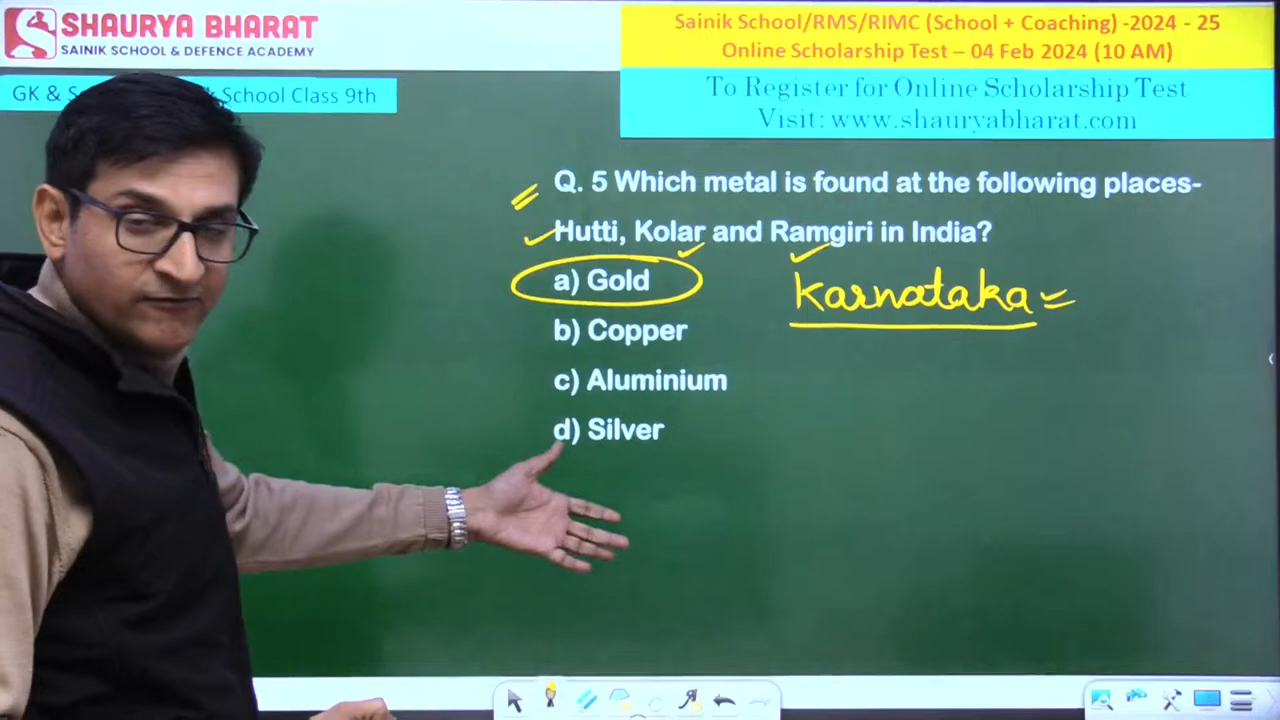 SHAURYA BHARAT
SAINIK SCHOOL & DEFENCE ACADEMY
Sainik School/RMS/RIMC (School + Coaching) -2024 - 25
Online Scholarship Test – 04 Feb 2024 (10 AM)
GK & S School Class 9th
To Register for Online Scholarship Test
Visit: www.shauryabharat.com
Q. 5 Which metal is found at the following places-
Hutti, Kolar and Ramgiri in India?
a) Gold
Karnataka
b) Copper
c) Aluminium
d) Silver